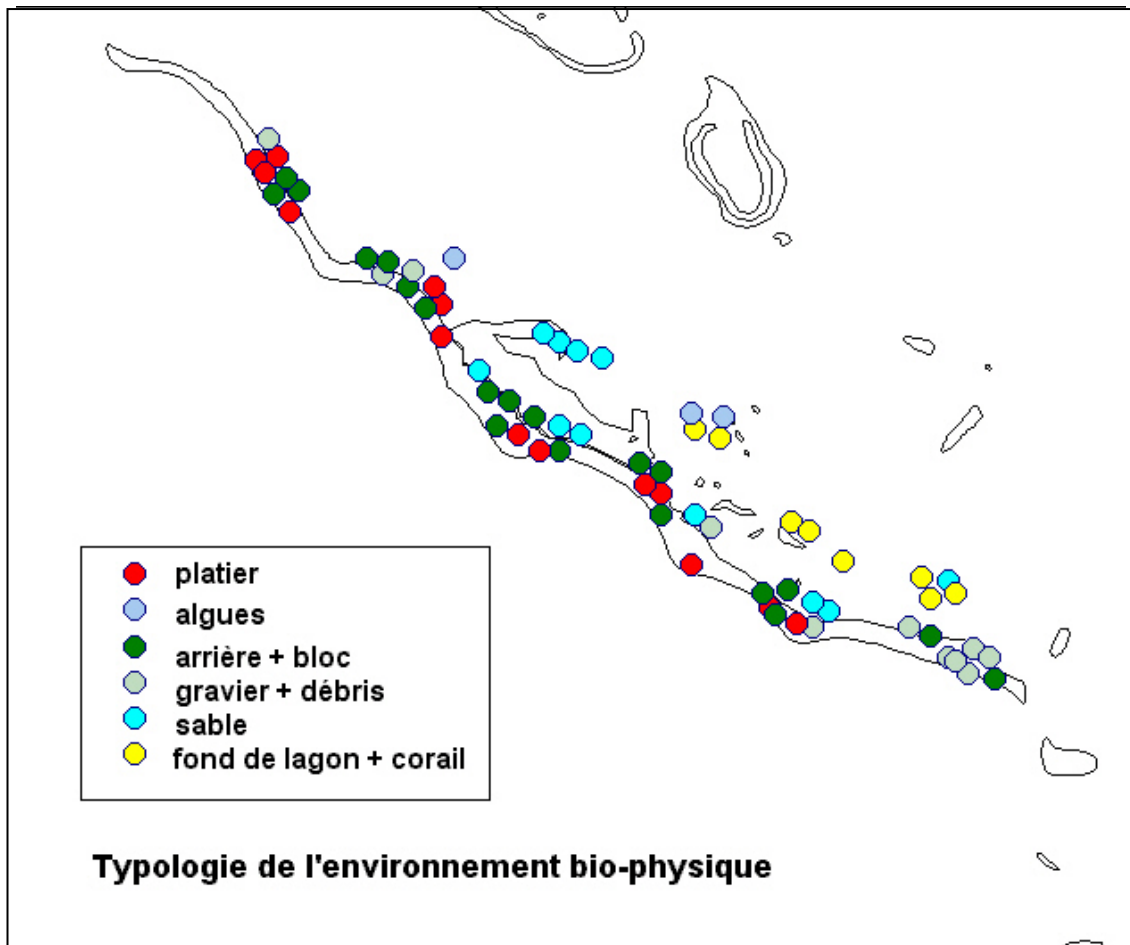 platier
algues
arrière + bloc
gravier + débris
sable
fond de lagon + corail
Typologie de l'environnement bio-physique